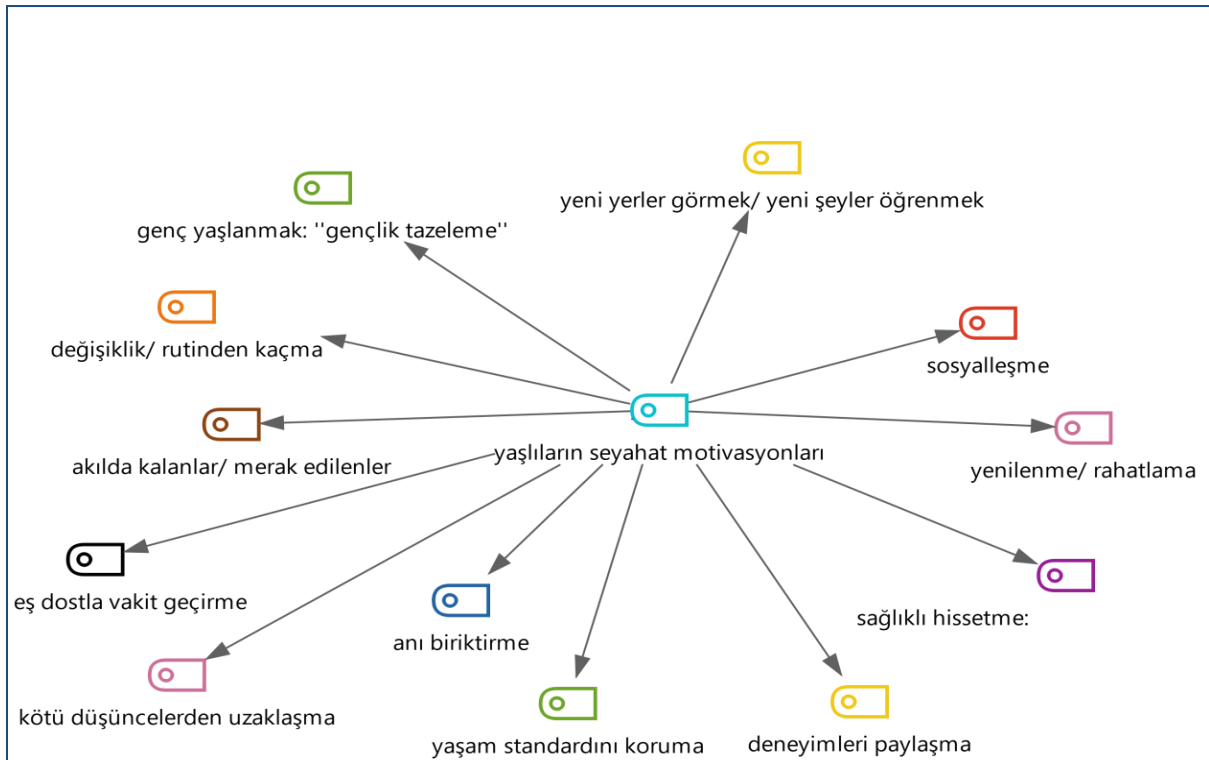 yeni yerler görmek/ yeni şeyler öğrenmek
genç yaşlanmak: ''gençlik tazeleme''
değişiklik/ rutinden kaçma
sosyalleşme
yaşlıların seyahat motivasyonları
akılda kalanlar/ merak edilenler
yenilenme/ rahatlama
eş dostla vakit geçirme
sağlıklı hissetme:
anı biriktirme
kötü düşüncelerden uzaklaşma
yaşam standardını koruma
deneyimleri paylaşma